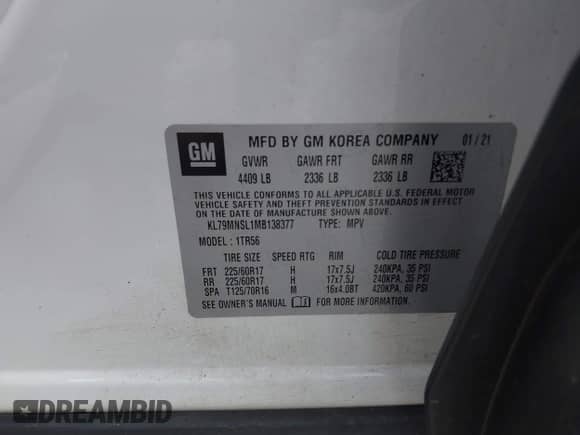 GM
MFD BY GM KOREA COMPANY 01/21
GVWR GAWR FRT GAWR RR
4409 LB 2336 LB 2336 LB
THIS VEHICLE CONFORMS TO ALL APPLICABLE U.S. FEDERAL MOTOR
VEHICLE SAFETY AND THEFT PREVENTION STANDARDS IN EFFECT ON
THE DATE OF MANUFACTURE SHOWN ABOVE.
KL79MNSL1MB138377 TYPE: MPV
MODEL: 1TR56
TIRE SIZE SPEED RTG RIM COLD TIRE PRESSURE
FRT 225/60R17 H 17x7.5J 240KPA, 35 PSI
RR 225/60R17 H 17x7.5J 240KPA, 35 PSI
SPA T125/70R16 M 16x4.0BT 420KPA, 60 PSI
SEE OWNER'S MANUAL FOR MORE INFORMATION.
DREAMBID